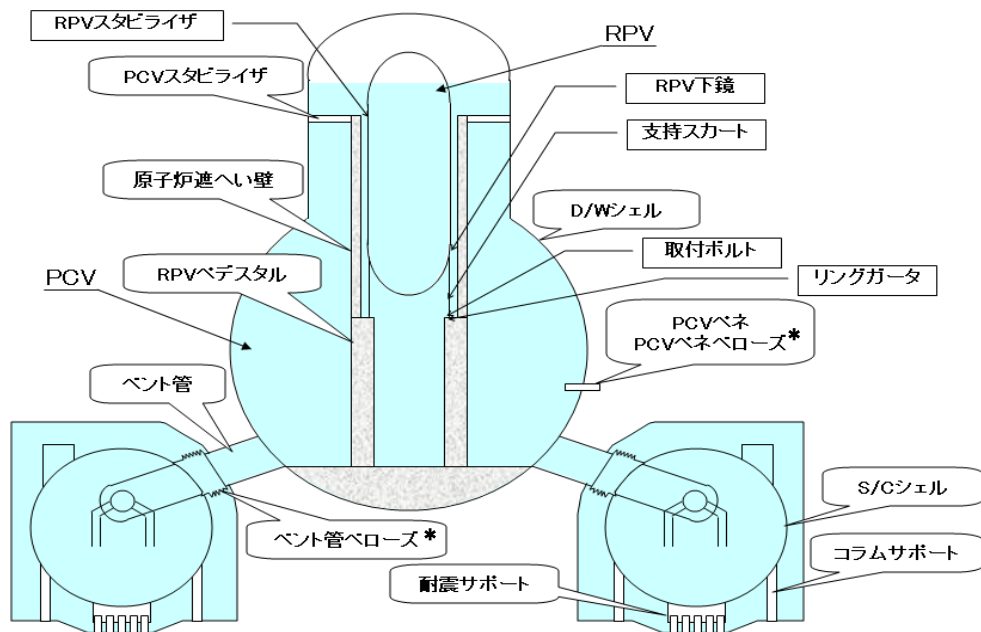 RPVスタビライザ
RPV
PCVスタビライザ
RPV下鏡
支持スカート
原子炉遮へい壁
D/Wシェル
取付ボルト
PCV
RPVペデスタル
リングガータ
PCVペネ
PCVペネベローズ*
ベント管
S/Cシェル
ベント管ベローズ*
コラムサポート
耐震サポート